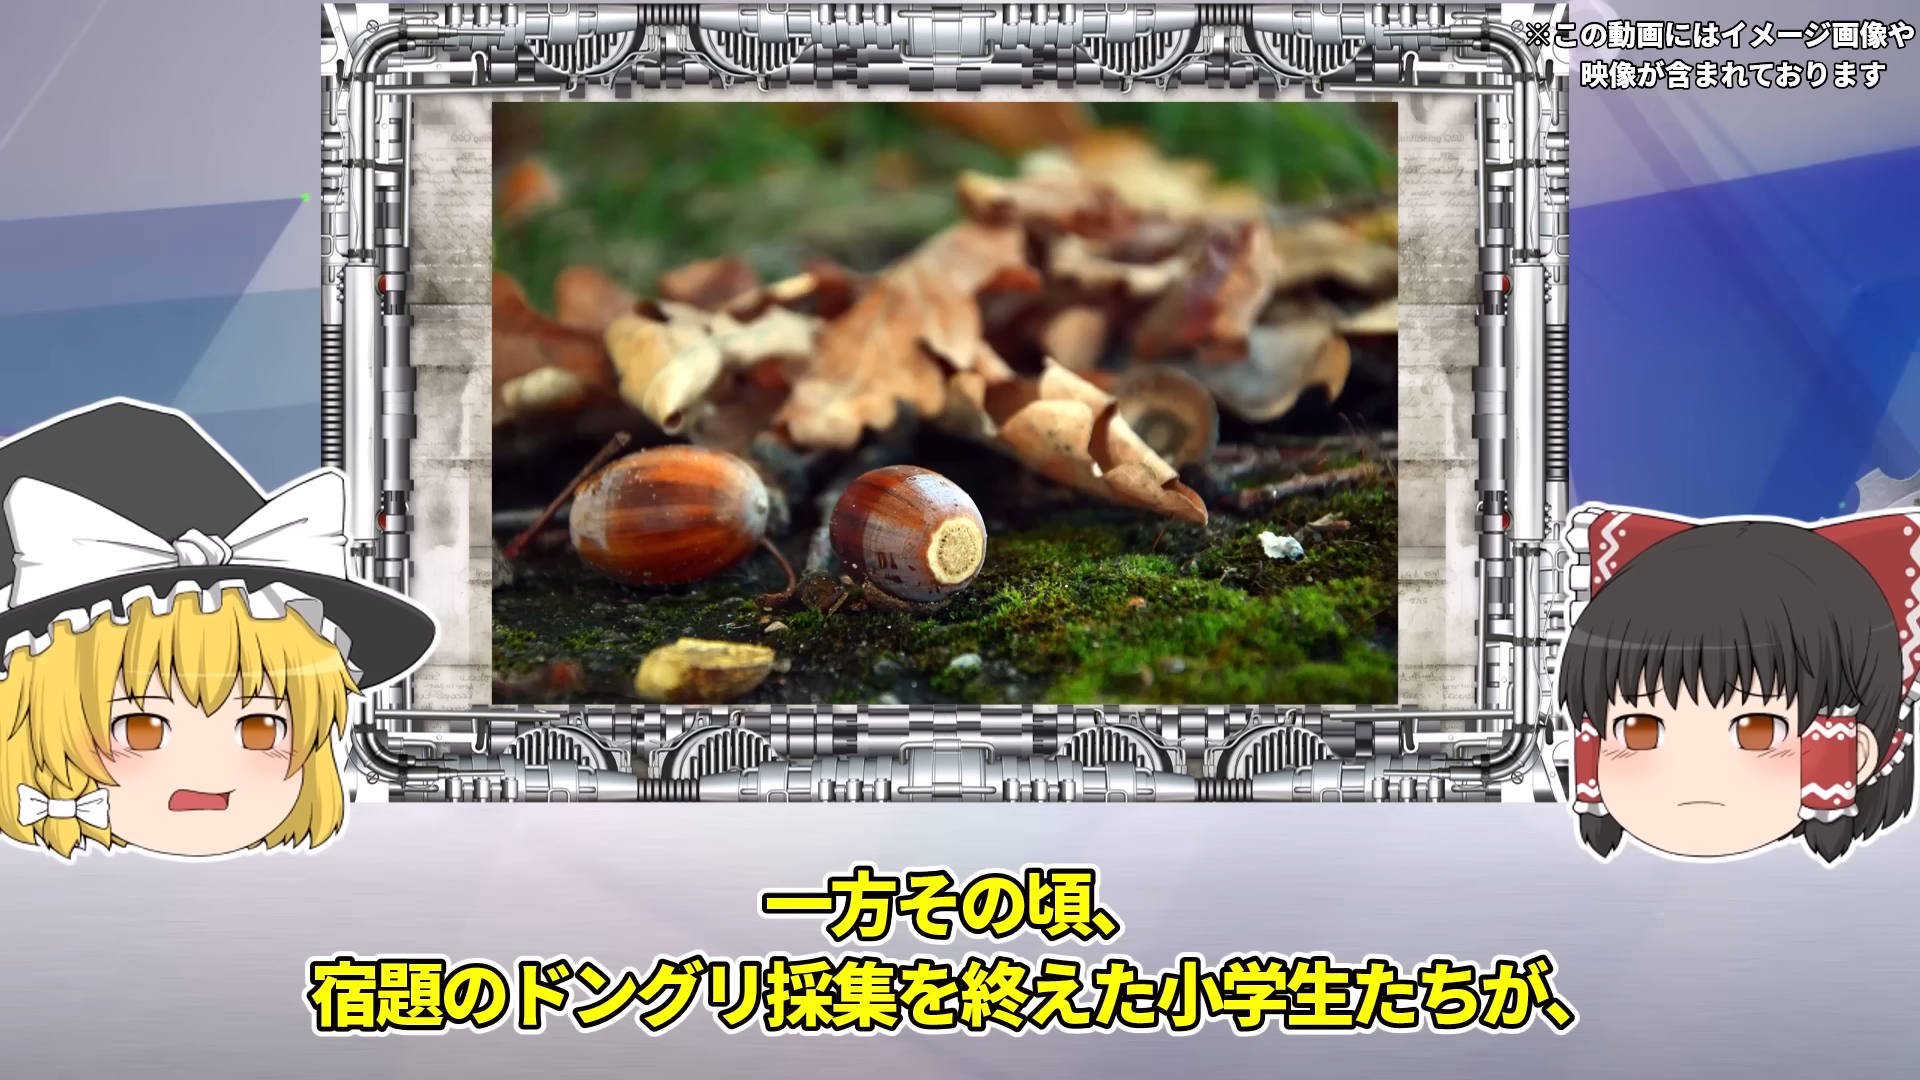 ※この動画にはイメージ画像や
映像が含まれております
一方その頃、
宿題のドングリ採集を終えた小学生たちが、